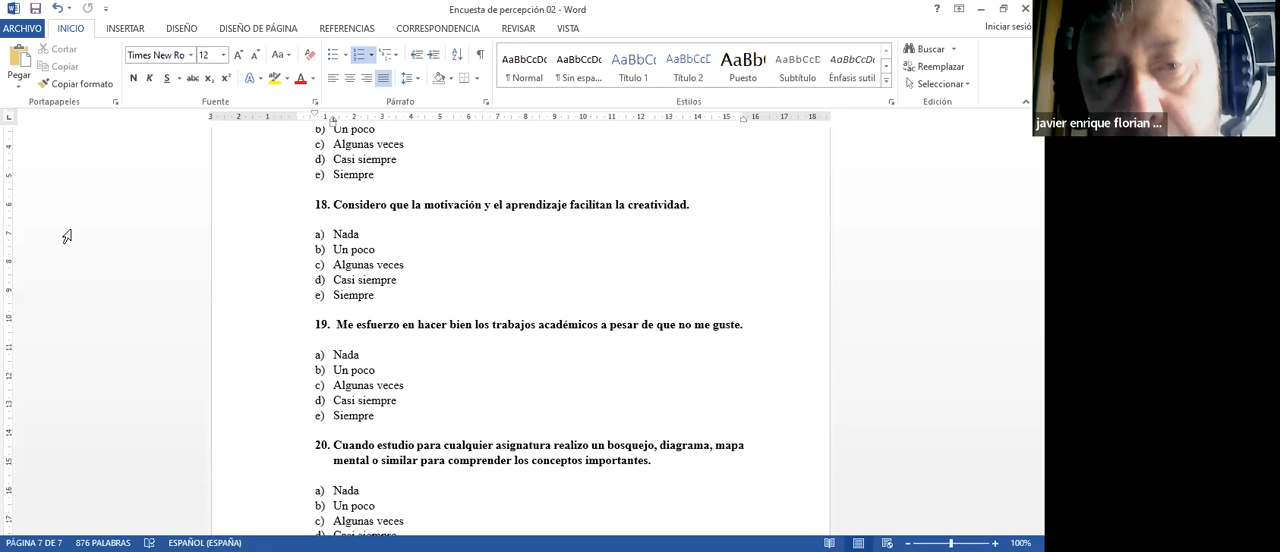 Encuesta de percepción 02 - Word
ARCHIVO INICIO INSERTAR DISEÑO DISEÑO DE PÁGINA REFERENCIAS CORRESPONDENCIA REVISAR VISTA
Iniciar sesió
Pegar
Cortar
Copiar
Copiar formato
Portapapeles
Times New Ro 12
Fuente
Párrafo
AaBbCcDc AaBbCcDc AaBbC AaBbCcD AaBb AaBbCcD AaBbCcDc
¶ Normal ¶ Sin espa... Título 1 Título 2 Puesto Subtítulo Énfasis sutil
Estilos
Buscar
Reemplazar
Seleccionar
Edición
javier enrique florian ...
b) Un poco
c) Algunas veces
d) Casi siempre
e) Siempre
18. Considero que la motivación y el aprendizaje facilitan la creatividad.
a) Nada
b) Un poco
c) Algunas veces
d) Casi siempre
e) Siempre
19. Me esfuerzo en hacer bien los trabajos académicos a pesar de que no me guste.
a) Nada
b) Un poco
c) Algunas veces
d) Casi siempre
e) Siempre
20. Cuando estudio para cualquier asignatura realizo un bosquejo, diagrama, mapa
mental o similar para comprender los conceptos importantes.
a) Nada
b) Un poco
c) Algunas veces
d) Casi siempre
PÁGINA 7 DE 7 876 PALABRAS ESPAÑOL (ESPAÑA) 100%